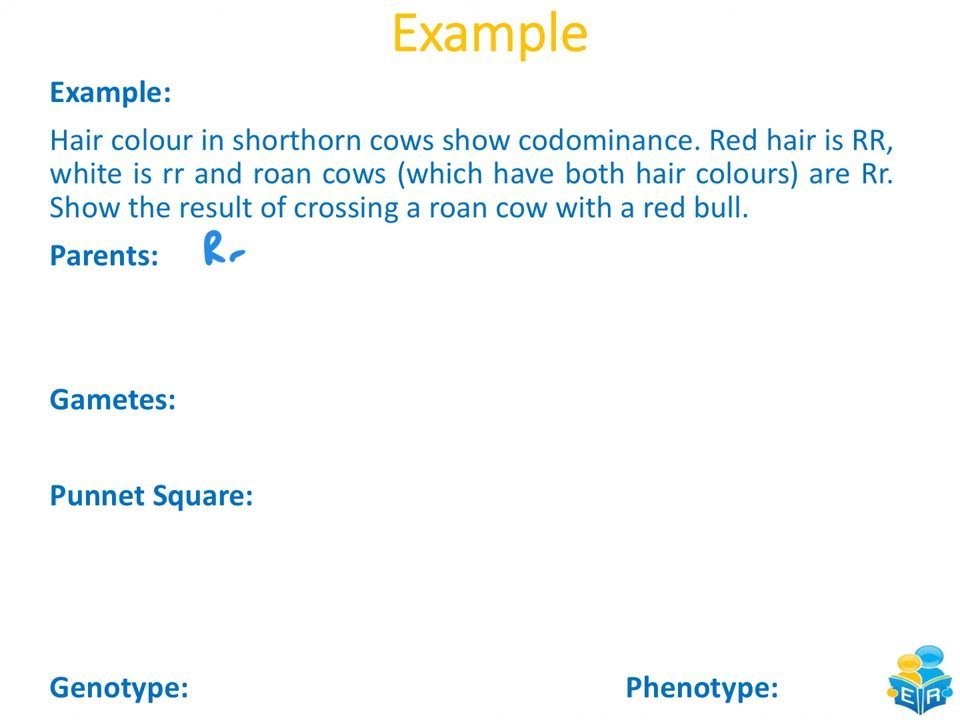 Example
Example:
Hair colour in shorthorn cows show codominance. Red hair is RR,
white is rr and roan cows (which have both hair colours) are Rr.
Show the result of crossing a roan cow with a red bull.
Parents: Rr
Gametes:
Punnet Square:
Genotype: Phenotype:
E R